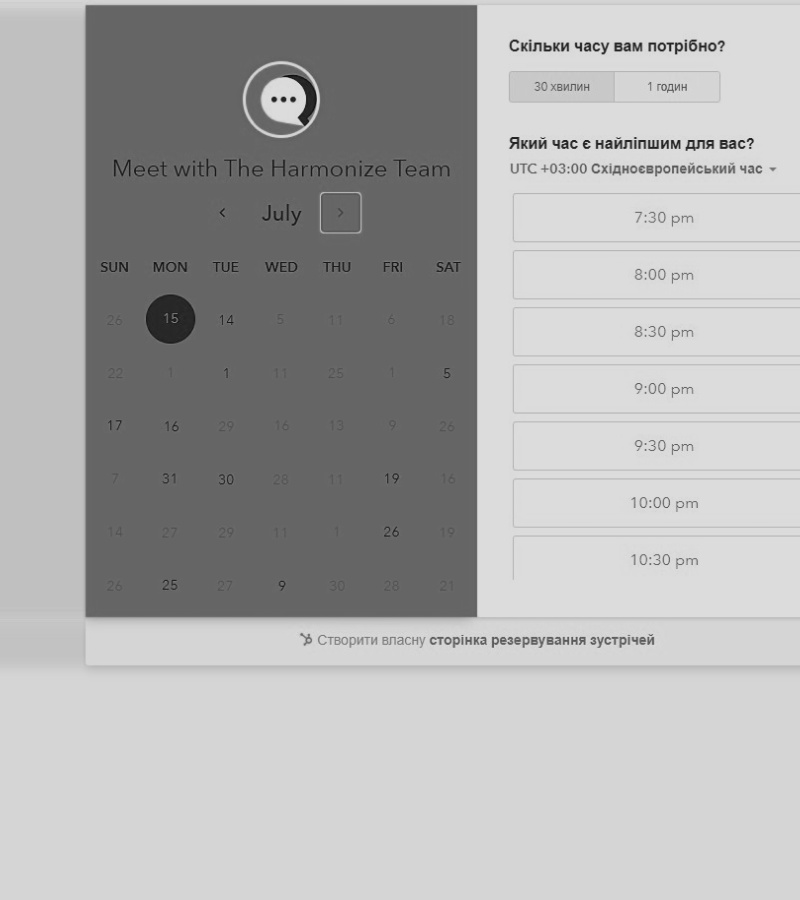 Meet with The Harmonize Team
July
SUN MON TUE WED THU FRI SAT
26 15 14 5 11 6 18
22 1 1 11 25 1 5
17 16 29 16 13 9 26
7 31 30 28 11 19 16
14 27 29 11 1 26 19
26 25 27 9 30 28 21
Скільки часу вам потрібно?
30 хвилин 1 годин
Який час є найліпшим для вас?
UTC +03:00 Східноєвропейський час
7:30 pm
8:00 pm
8:30 pm
9:00 pm
9:30 pm
10:00 pm
10:30 pm
Створити власну сторінка резервування зустрічей